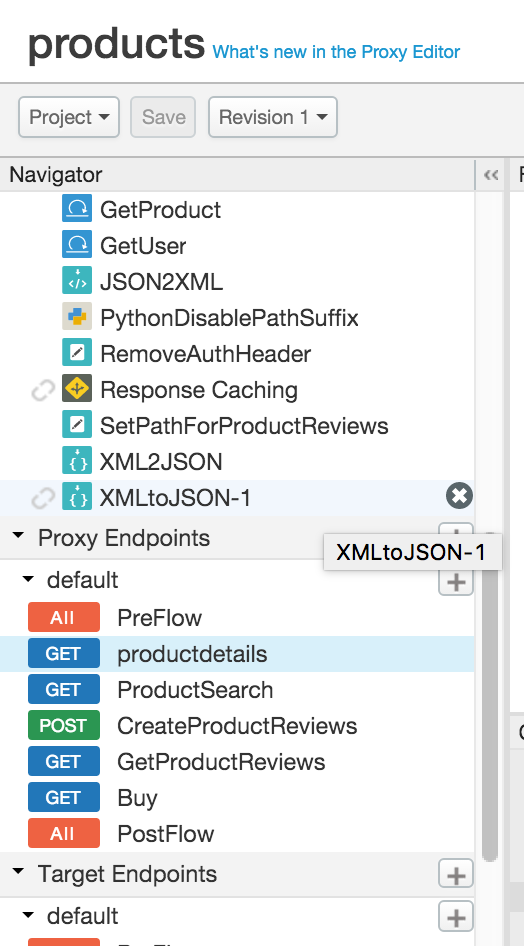 products What's new in the Proxy Editor
Project Save Revision 1
Navigator
GetProduct
GetUser
JSON2XML
PythonDisablePathSuffix
RemoveAuthHeader
Response Caching
SetPathForProductReviews
XML2JSON
XMLtoJSON-1
Proxy Endpoints
XMLtoJSON-1
default
All PreFlow
GET productdetails
GET ProductSearch
POST CreateProductReviews
GET GetProductReviews
GET Buy
All PostFlow
Target Endpoints
default